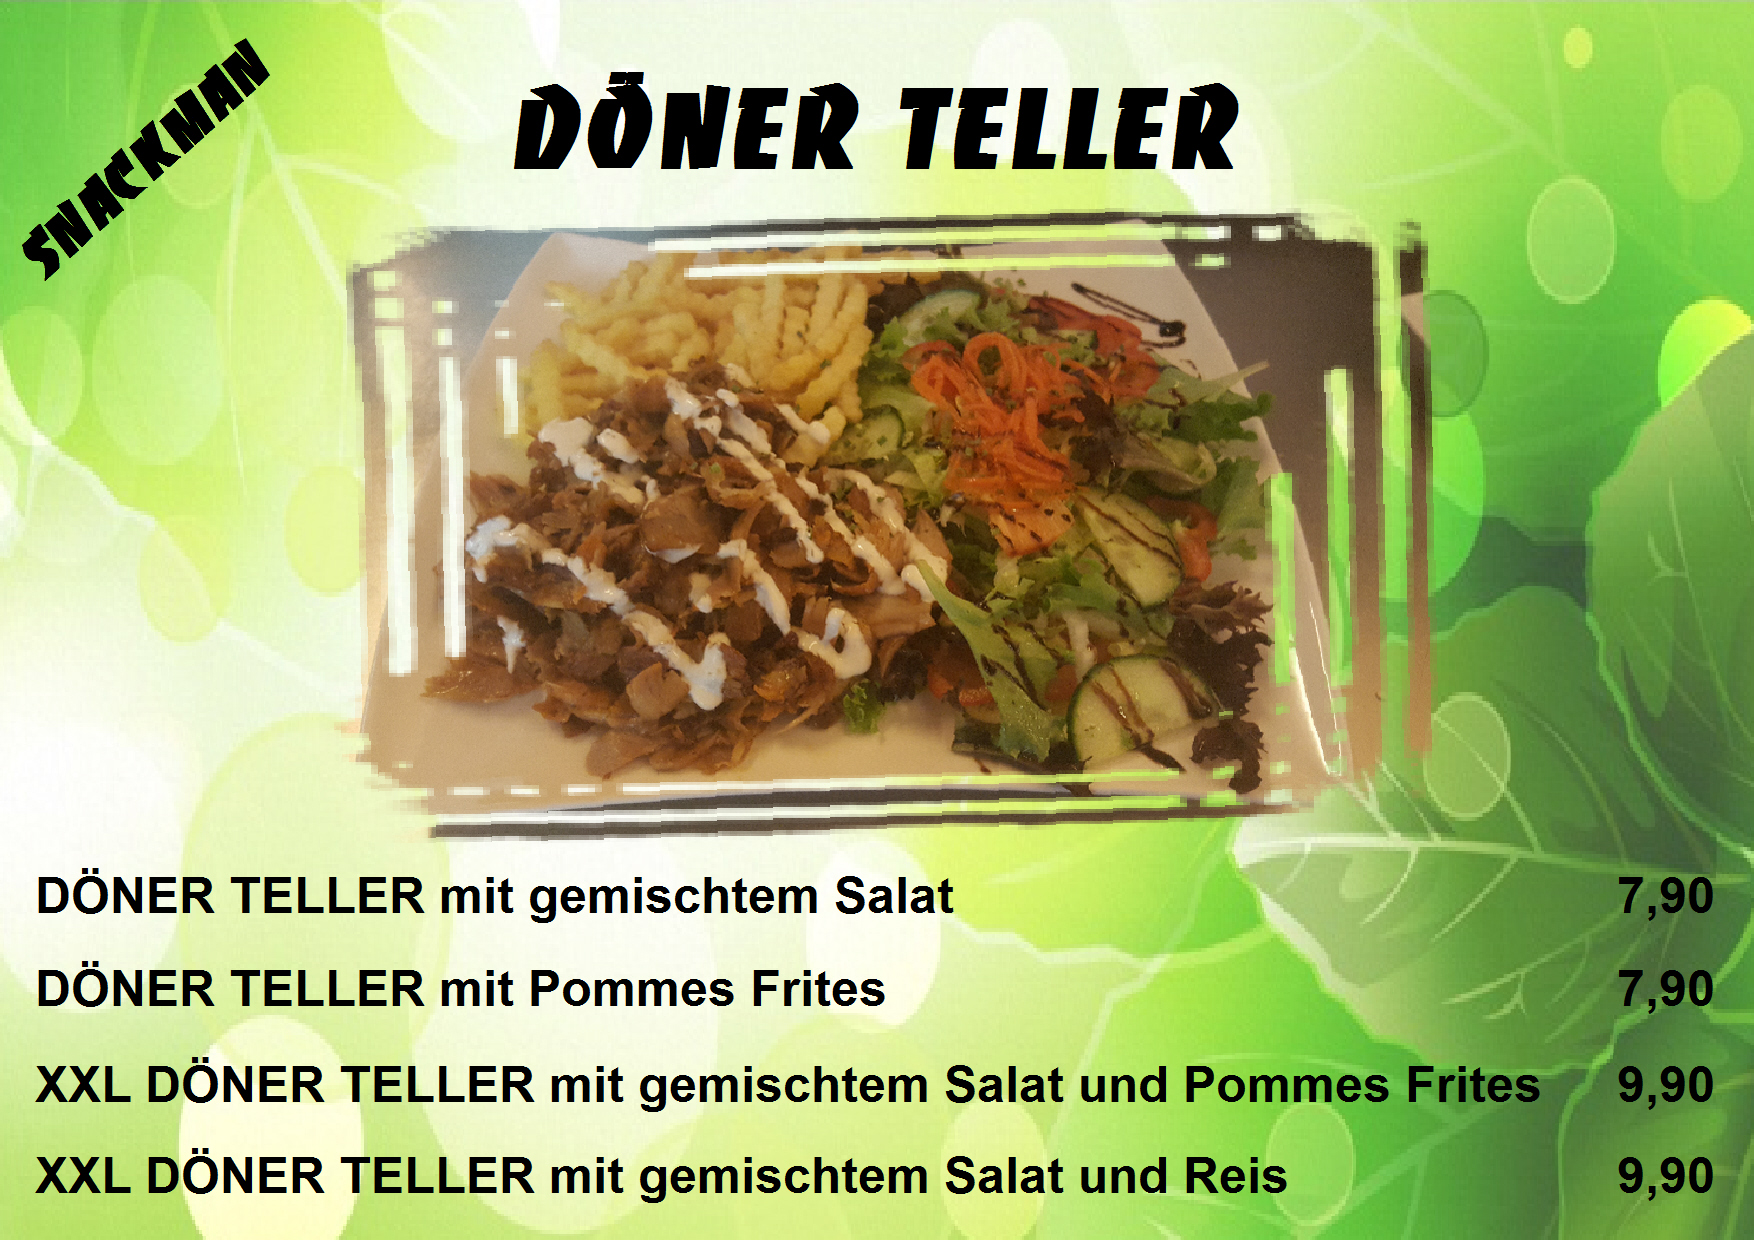 SNACKMAN
DÖNER TELLER
DÖNER TELLER mit gemischtem Salat 7,90
DÖNER TELLER mit Pommes Frites 7,90
XXL DÖNER TELLER mit gemischtem Salat und Pommes Frites 9,90
XXL DÖNER TELLER mit gemischtem Salat und Reis 9,90